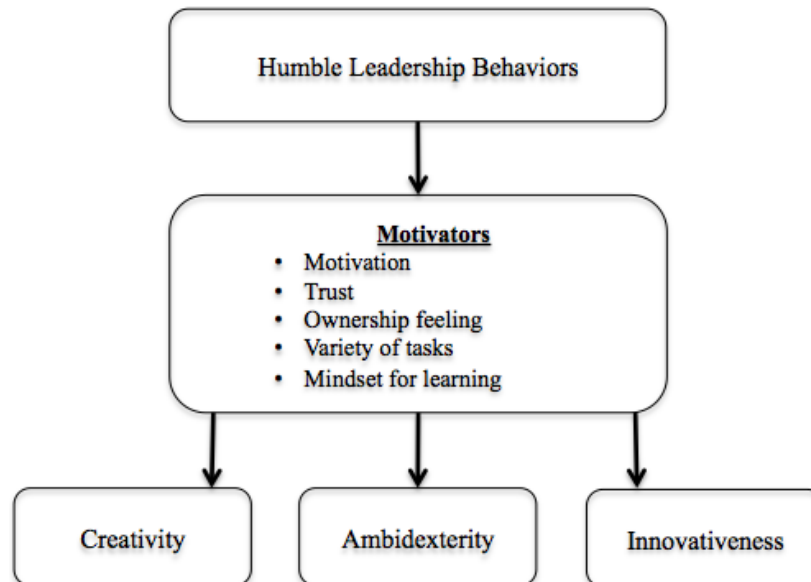 Humble Leadership Behaviors
Motivators
• Motivation
• Trust
• Ownership feeling
• Variety of tasks
• Mindset for learning
Creativity
Ambidexterity
Innovativeness